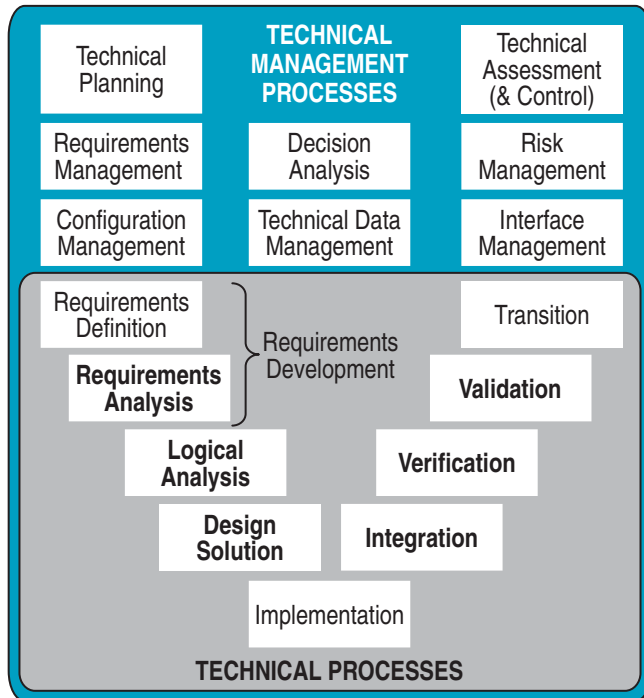 Technical
Planning
TECHNICAL
MANAGEMENT
PROCESSES
Technical
Assessment
(& Control)
Requirements
Management
Decision
Analysis
Risk
Management
Configuration
Management
Technical Data
Management
Interface
Management
Requirements
Definition
Requirements
Development
Transition
Requirements
Analysis
Validation
Logical
Analysis
Verification
Design
Solution
Integration
Implementation
TECHNICAL PROCESSES